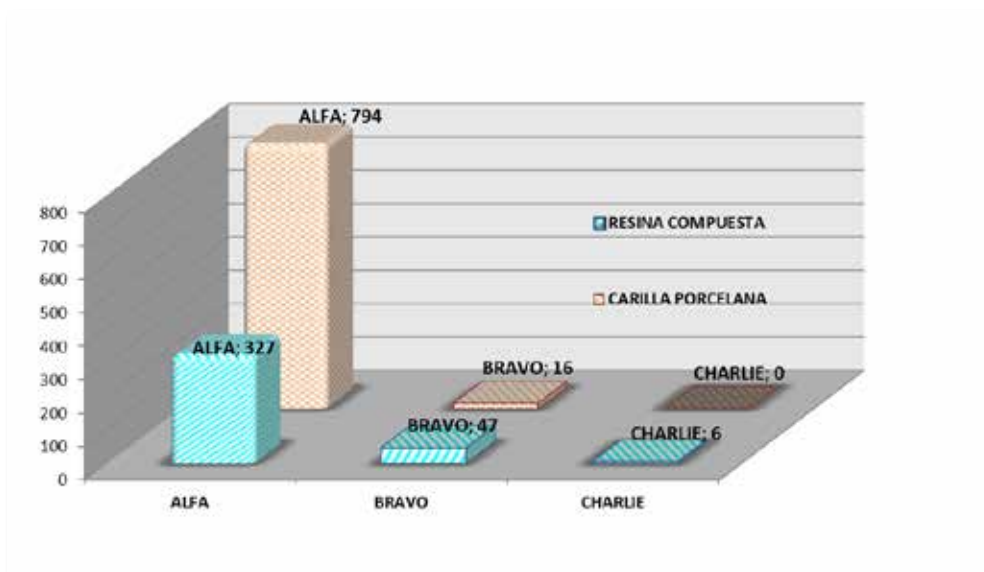 ALFA; 794
800
700
600
500
400
300
200
100
0
RESINA COMPUESTA
CARILLA PORCELANA
ALFA; 327
BRAVO; 16
CHARLIE; 0
BRAVO; 47
CHARLIE; 6
ALFA
BRAVO
CHARLIE